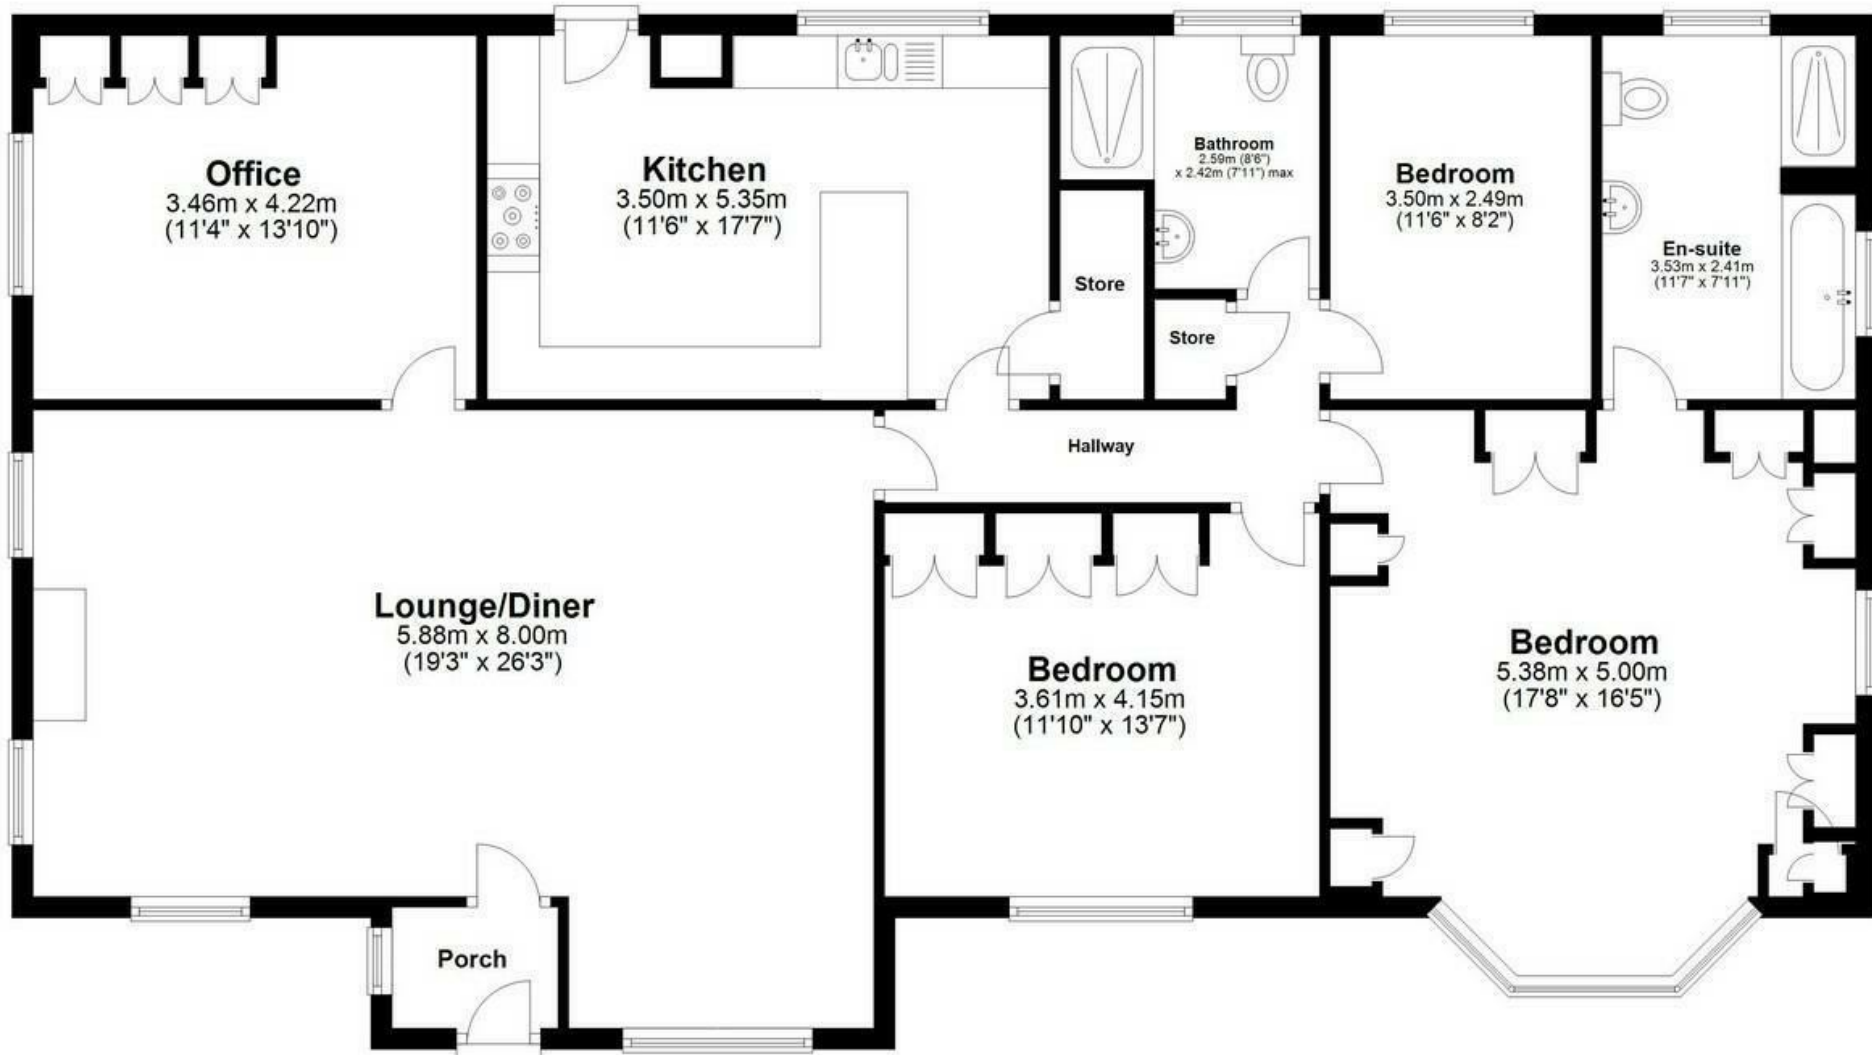 Office
3.46m x 4.22m
(11'4" x 13'10")
Kitchen
3.50m x 5.35m
(11'6" x 17'7")
Bathroom
2.59m (8'6")
x 2.42m (7'11") max
Bedroom
3.50m x 2.49m
(11'6" x 8'2")
En-suite
3.53m x 2.41m
(11'7" x 7'11")
Store
Store
Hallway
Lounge/Diner
5.88m x 8.00m
(19'3" x 26'3")
Bedroom
3.61m x 4.15m
(11'10" x 13'7")
Bedroom
5.38m x 5.00m
(17'8" x 16'5")
Porch